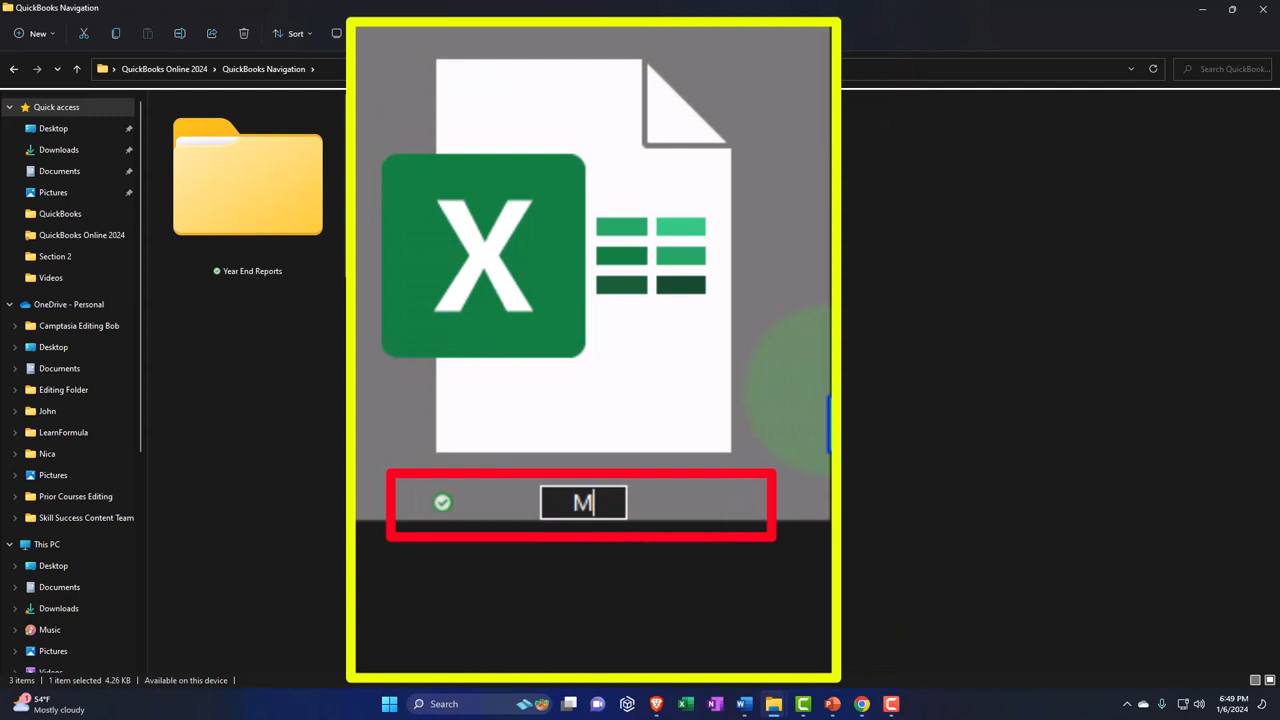 QuickBooks Navigation
New
Sort
QuickBooks Online 2024
QuickBooks Navigation
Search QuickBook...
Quick access
Desktop
Downloads
Documents
Pictures
QuickBooks
QuickBooks Online 2024
Section 2
Videos
OneDrive - Personal
Camptasia Editing Bob
Desktop
Documents
Editing Folder
John
LearnFormula
Nica
Pictures
Prior Courses Editing
Skill Success Content Team
This PC
Desktop
Documents
Downloads
Music
Pictures
Videos
Year End Reports
X
M
3 items
1 item selected 4.26 KB
Available on this device
1
54°F
Mostly cloudy
Search
6:49 PM
1/6/2024